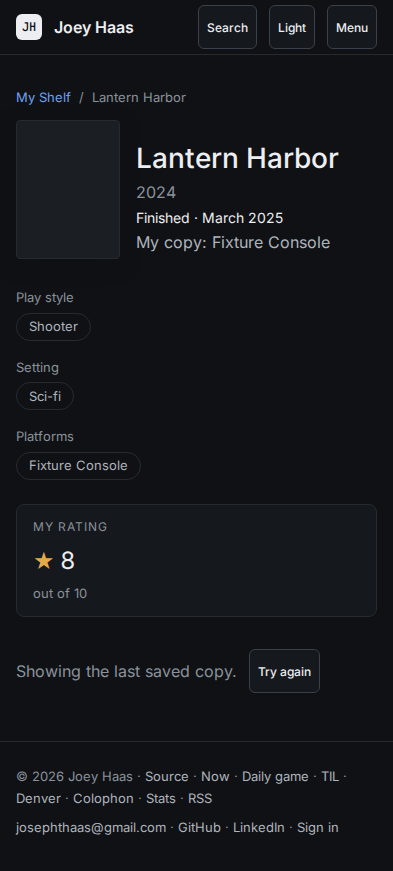 JH Joey Haas Search Light Menu
My Shelf / Lantern Harbor
Lantern Harbor
2024
Finished · March 2025
My copy: Fixture Console
Play style
Shooter
Setting
Sci-fi
Platforms
Fixture Console
MY RATING
★ 8
out of 10
Showing the last saved copy. Try again
© 2026 Joey Haas · Source · Now · Daily game · TIL ·
Denver · Colophon · Stats · RSS
josephthaas@gmail.com · GitHub · LinkedIn · Sign in